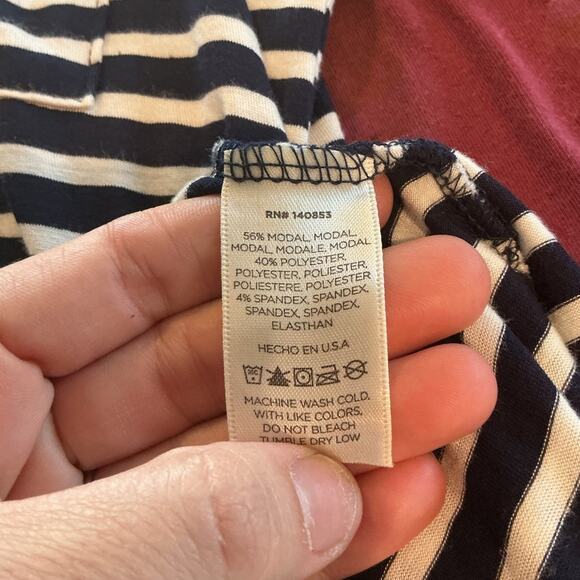 RN# 140853
56% MODAL, MODAL,
MODAL, MODALE, MODAL
40% POLYESTER,
POLYESTER, POLIESTER,
POLIESTERE, POLYESTER
4% SPANDEX, SPANDEX,
SPANDEX, SPANDEX,
ELASTHAN
HECHO EN U.S.A
MACHINE WASH COLD.
WITH LIKE COLORS,
DO NOT BLEACH
TUMBLE DRY LOW